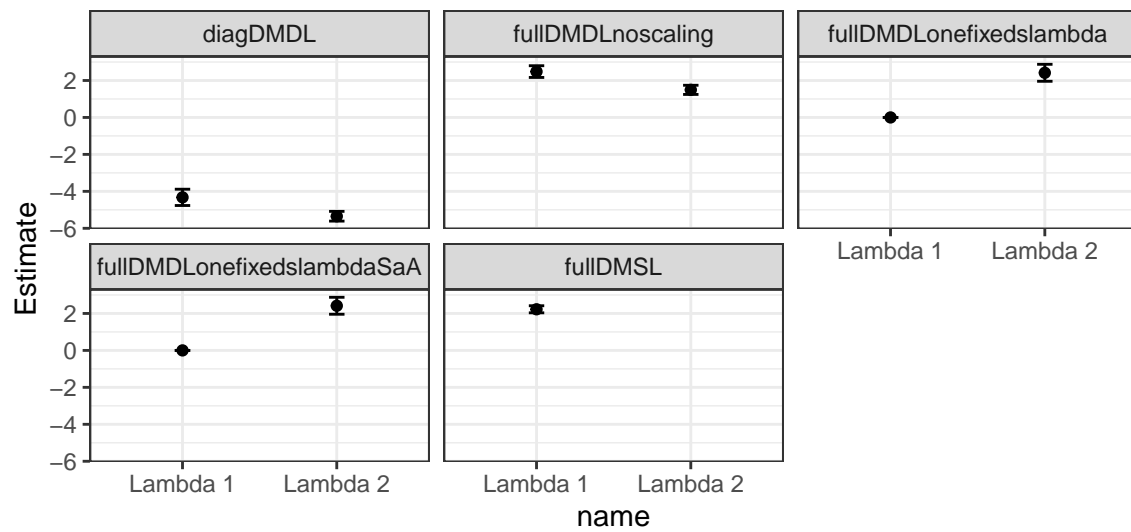 diagDMDL
fullDMDLnoscaling
fullDMDLonefixedslambda
2
0
−2
−4
−6
Lambda 1
Lambda 2
fullDMDLonefixedslambdaSaA
fullDMSL
2
0
−2
−4
−6
Lambda 1
Lambda 2
Lambda 1
Lambda 2
Estimate
name